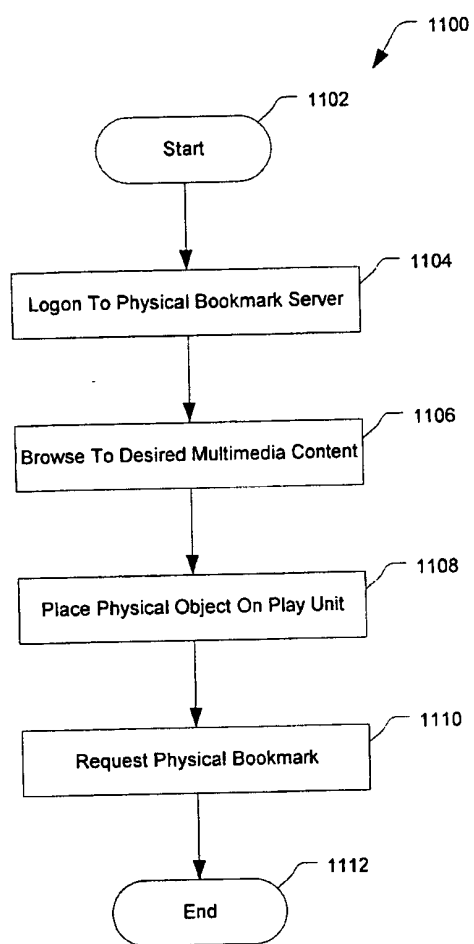 1100
1102
Start
1104
Logon To Physical Bookmark Server
1106
Browse To Desired Multimedia Content
1108
Place Physical Object On Play Unit
1110
Request Physical Bookmark
1112
End